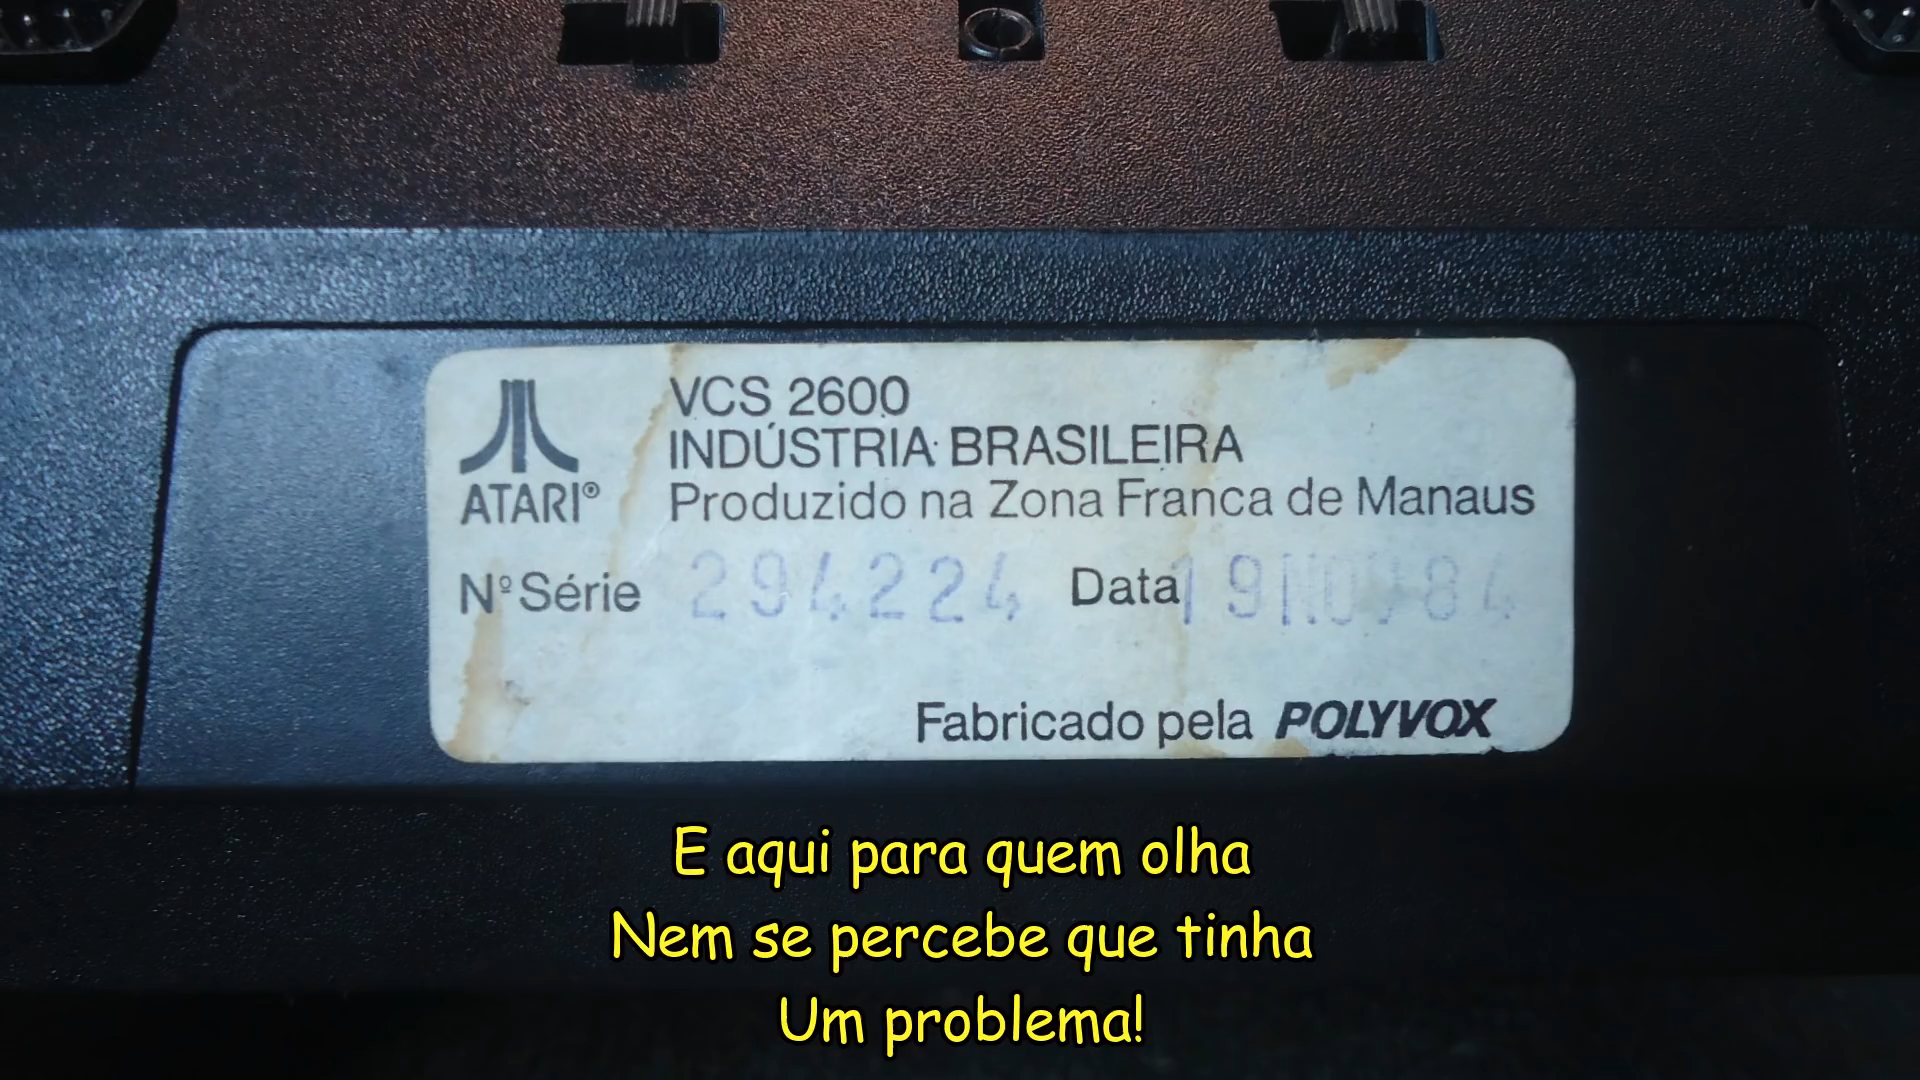 VCS 2600
INDÚSTRIA BRASILEIRA
ATARI® Produzido na Zona Franca de Manaus
Nº Série 294224 Data 19NOV84
Fabricado pela POLYVOX
E aqui para quem olha
Nem se percebe que tinha
Um problema!